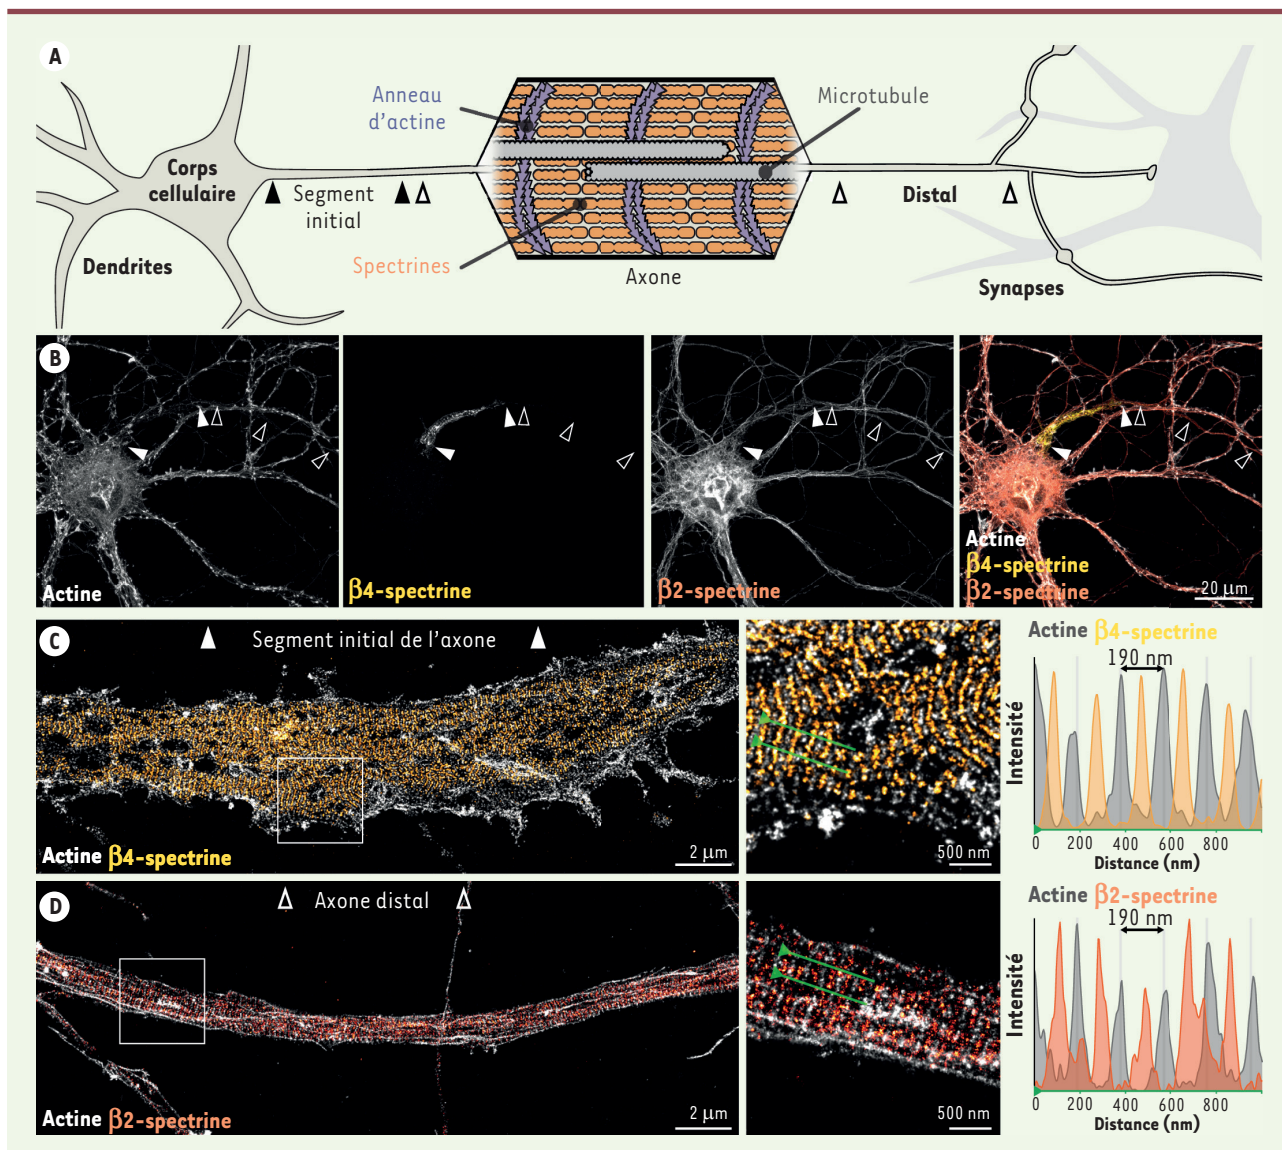 A
Anneau
d'actine
Microtubule
Corps
cellulaire
Segment
initial
Distal
Dendrites
Spectrines
Axone
Synapses
B
Actine
β4-spectrine
β2-spectrine
Actine
β4-spectrine
β2-spectrine
20 μm
C
Segment initial de l'axone
Actine β4-spectrine
2 μm
500 nm
Actine β4-spectrine
190 nm
Intensité
0 200 400 600 800
Distance (nm)
D
Axone distal
Actine β2-spectrine
2 μm
500 nm
Actine β2-spectrine
190 nm
Intensité
0 200 400 600 800
Distance (nm)